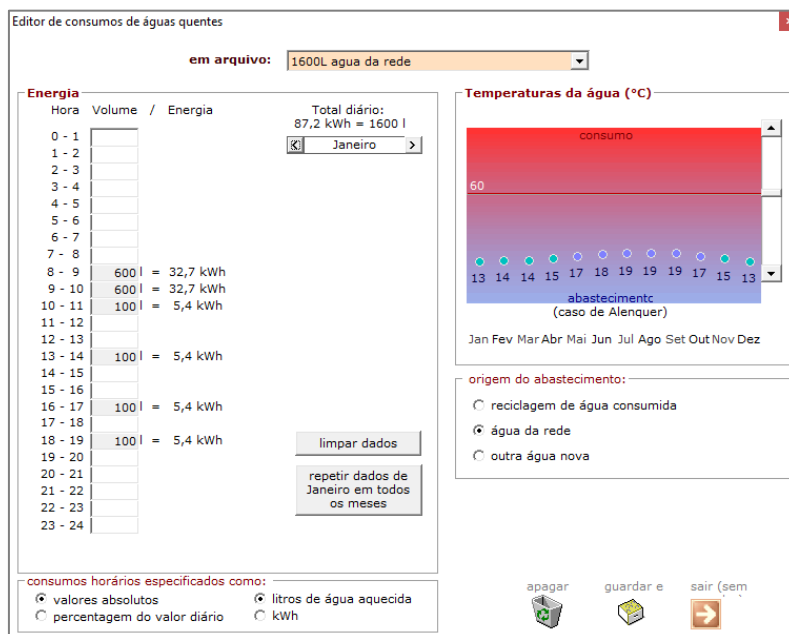 Editor de consumos de águas quentes
em arquivo: 1600L agua da rede
Energia
Hora Volume / Energia
Total diário:
87,2 kWh = 1600 l
Janeiro
0 - 1
1 - 2
2 - 3
3 - 4
4 - 5
5 - 6
6 - 7
7 - 8
8 - 9 600 l = 32,7 kWh
9 - 10 600 l = 32,7 kWh
10 - 11 100 l = 5,4 kWh
11 - 12
12 - 13
13 - 14 100 l = 5,4 kWh
14 - 15
15 - 16
16 - 17 100 l = 5,4 kWh
17 - 18
18 - 19 100 l = 5,4 kWh
19 - 20
20 - 21
21 - 22
22 - 23
23 - 24
limpar dados
repetir dados de
Janeiro em todos
os meses
Temperaturas da água (°C)
consumo
60
13 14 14 15 17 18 19 19 19 17 15 13
abastecimento
(caso de Alenquer)
Jan Fev Mar Abr Mai Jun Jul Ago Set Out Nov Dez
origem do abastecimento:
reciclagem de água consumida
água da rede
outra água nova
consumos horários especificados como:
valores absolutos
percentagem do valor diário
litros de água aquecida
kWh
apagar
guardar e
sair (sem